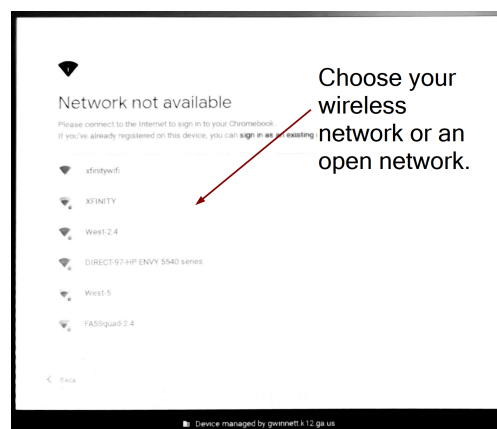 Network not available
Please connect to the Internet to sign in to your Chromebook.
If you've already registered on this device, you can sign in as an existing
Choose your
wireless
network or an
open network.
xfinitywifi
XFINITY
West-2.4
DIRECT-97-HP ENVY 5540 series
West-5
FASSquad-2.4
Back
Device managed by gwinnett.k12.ga.us